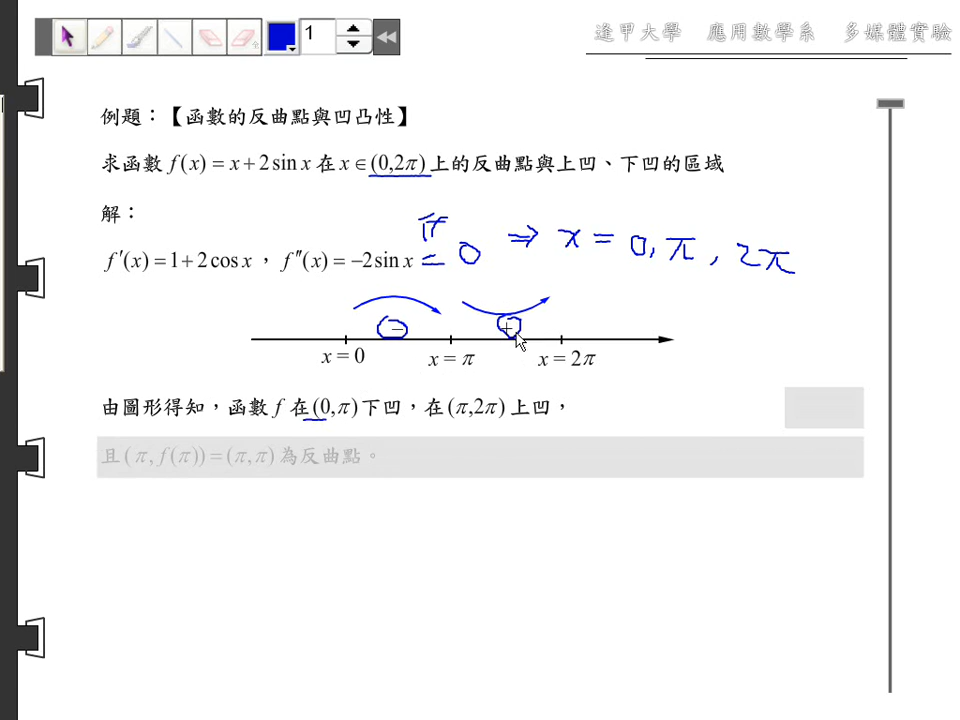 1
逢甲大學 應用數學系 多媒體實驗
例題：【函數的反曲點與凹凸性】
求函數 f(x) = x + 2 sin x 在 x ∈ (0,2π) 上的反曲點與上凹、下凹的區域
解：
f′(x) = 1 + 2 cos x ， f″(x) = −2 sin x = 0 ⇒ x = 0, π , 2π
π
− +
x = 0 x = π x = 2π
由圖形得知，函數 f 在 (0,π) 下凹，在 (π,2π) 上凹，
且 (π, f(π)) = (π,π) 為反曲點。